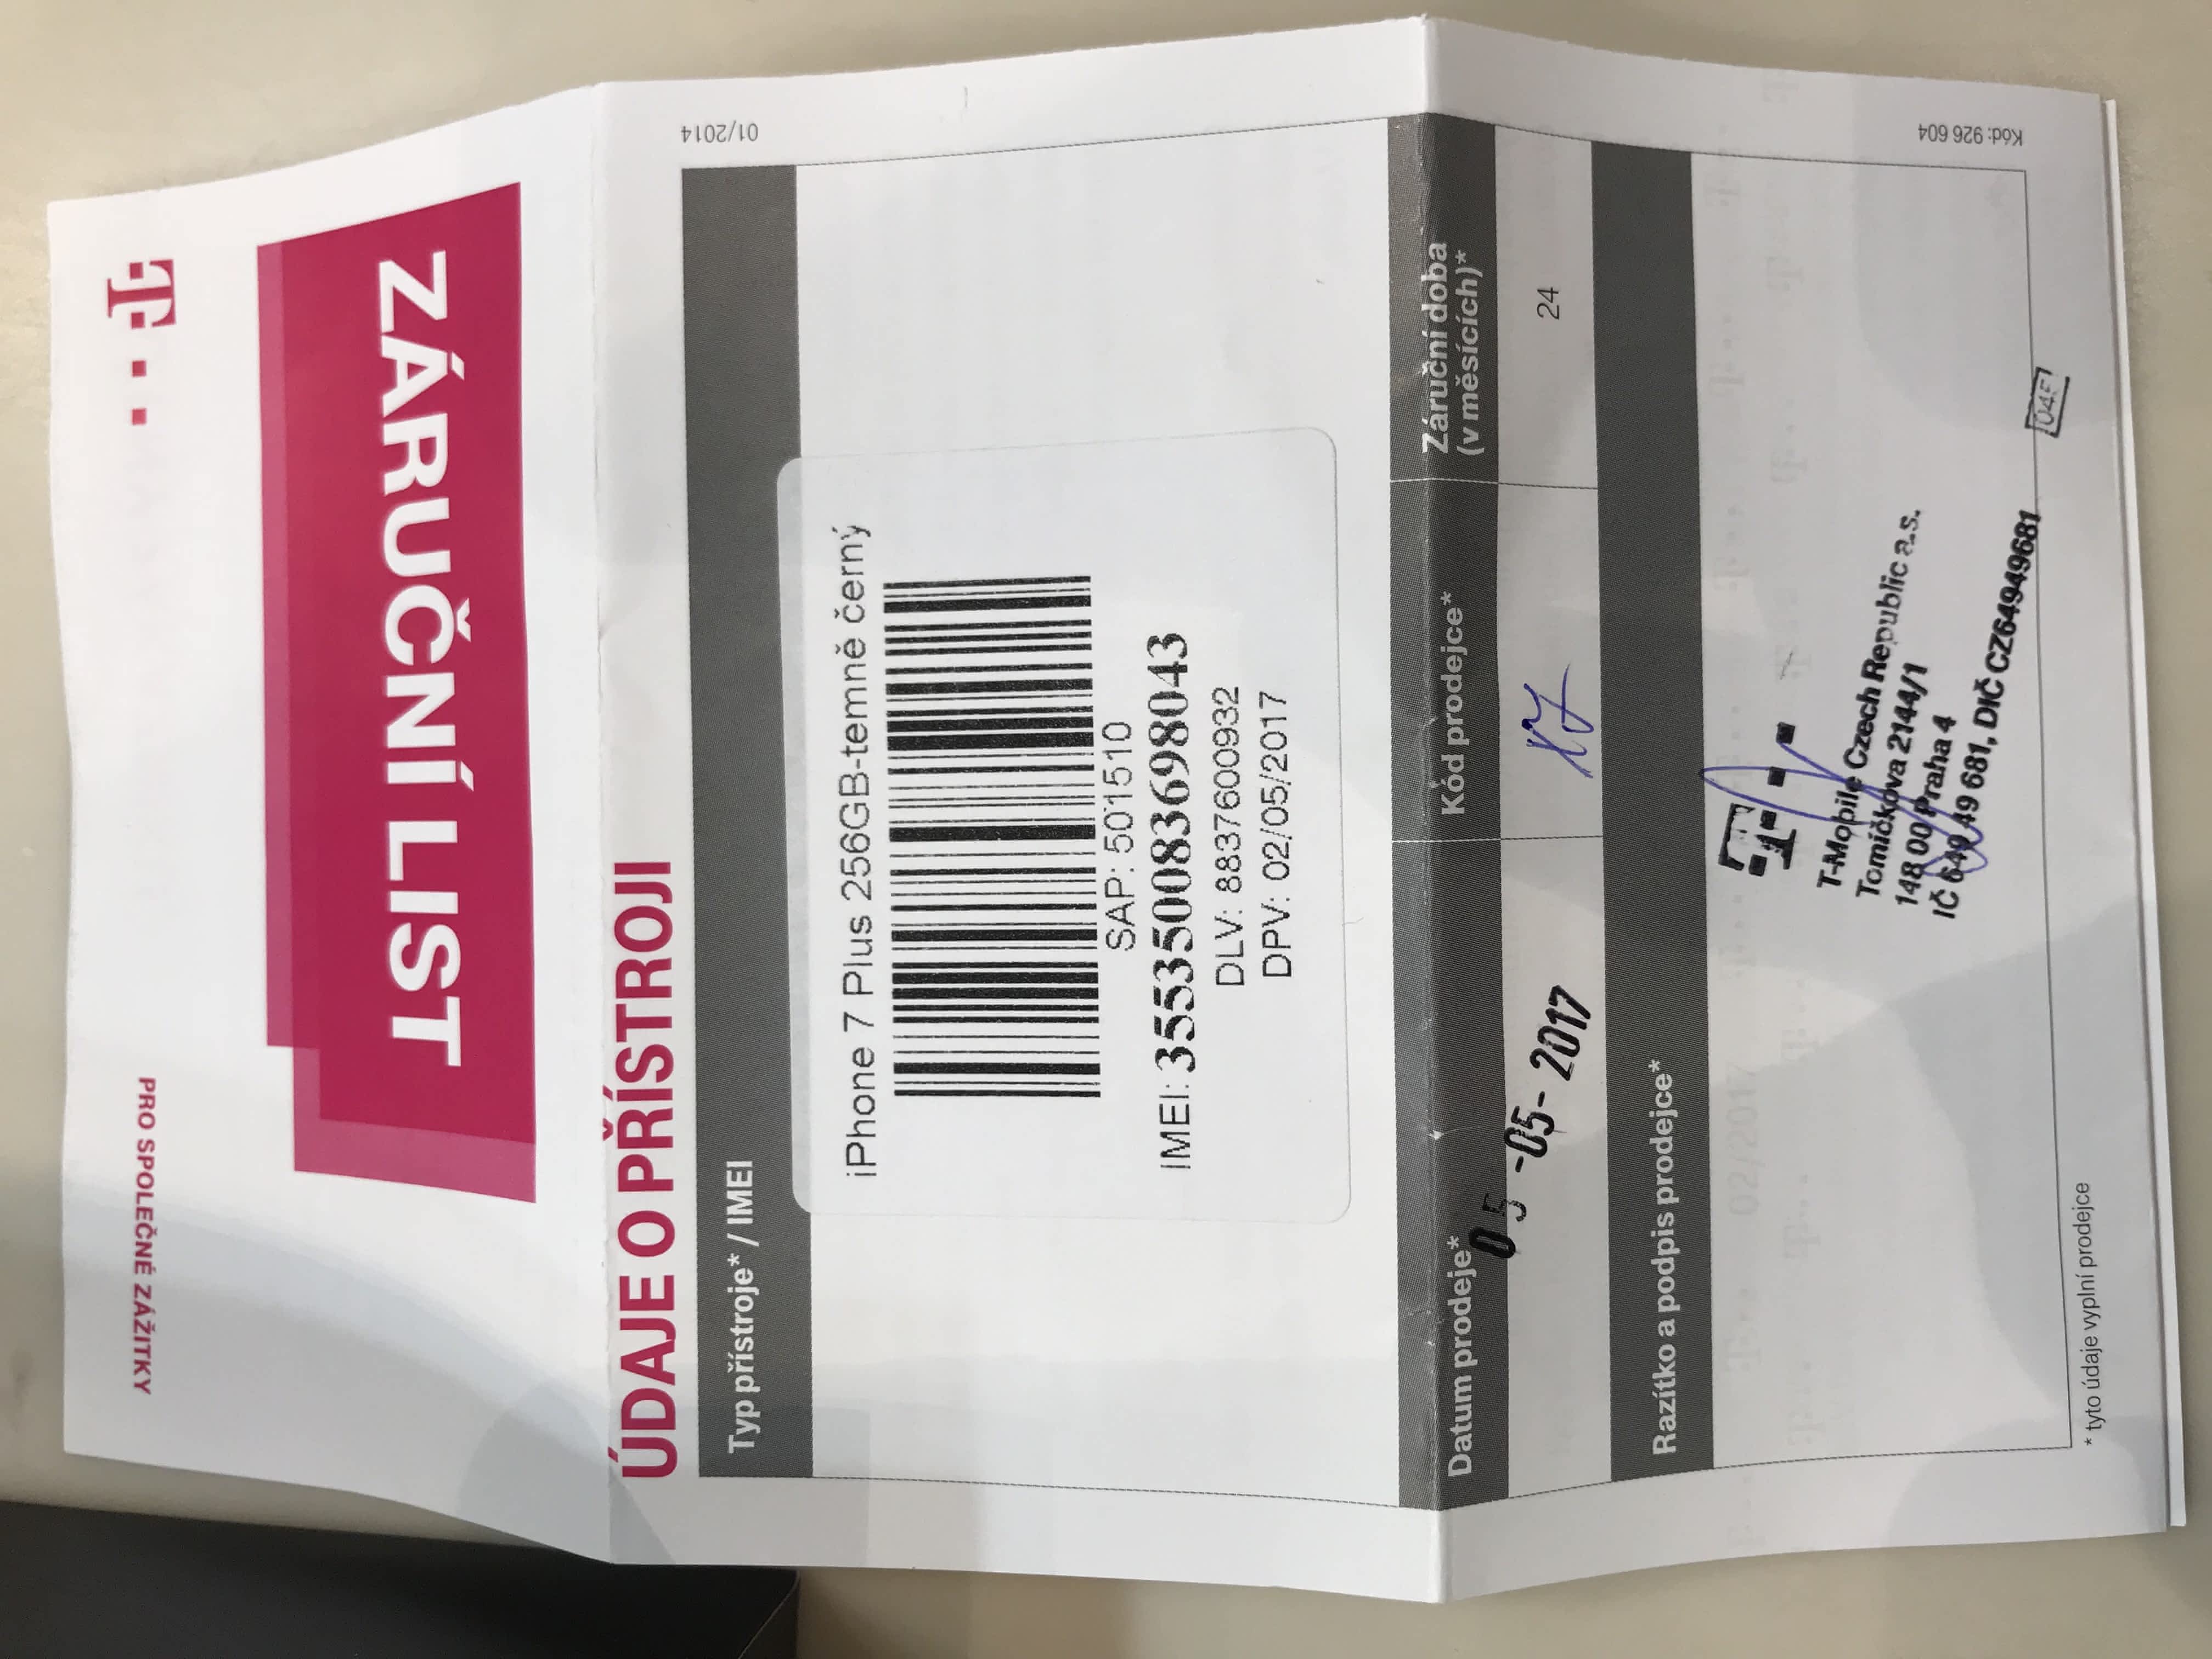 T
PRO SPOLEČNÉ ZÁŽITKY
ZÁRUČNÍ LIST
ÚDAJE O PŘÍSTROJI
01/2014
Typ přístroje* / IMEI
iPhone 7 Plus 256GB-temně černý
SAP: 501510
IMEI: 355350083698043
DLV: 8837600932
DPV: 02/05/2017
Datum prodeje*
Kód prodejce*
Záruční doba
(v měsících)*
05-05-2017
24
Razítko a podpis prodejce*
T
T-Mobile Czech Republic a.s.
Tomíčkova 2144/1
148 00 Praha 4
IČ 649 49 681, DIČ CZ64949681
* tyto údaje vyplní prodejce
Kód: 926 604